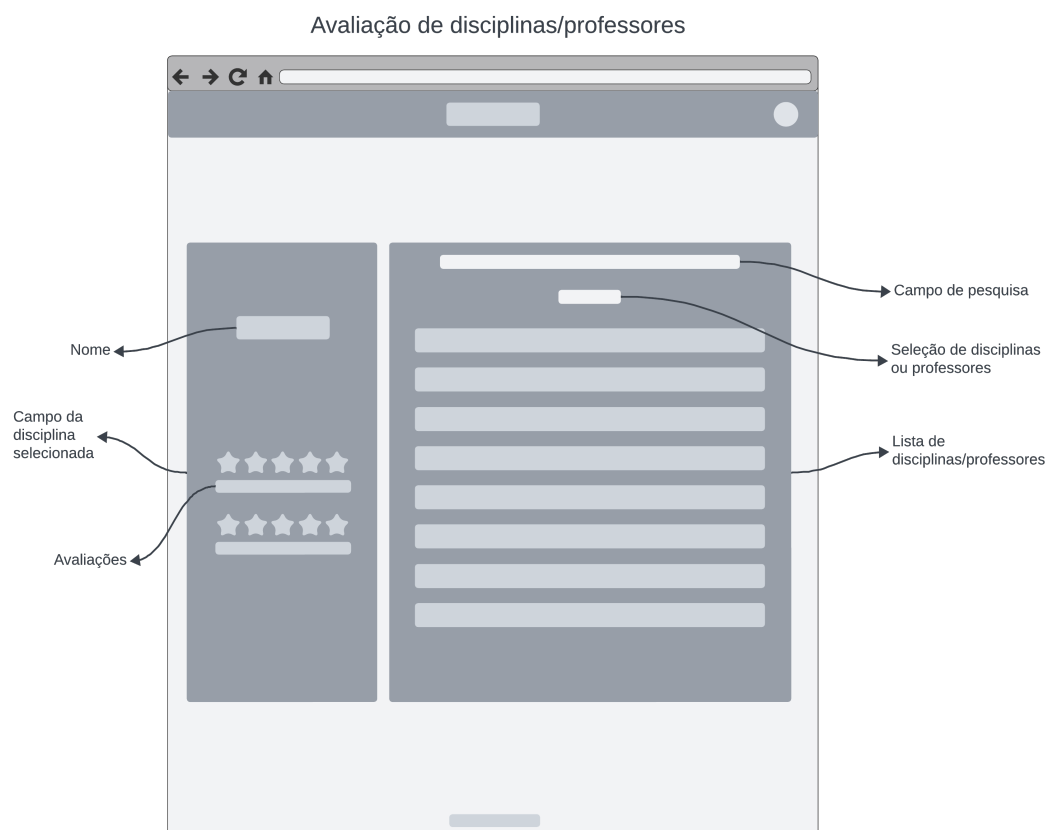 Avaliação de disciplinas/professores
Campo de pesquisa
Nome
Seleção de disciplinas
ou professores
Campo da
disciplina
selecionada
Lista de
disciplinas/professores
Avaliações